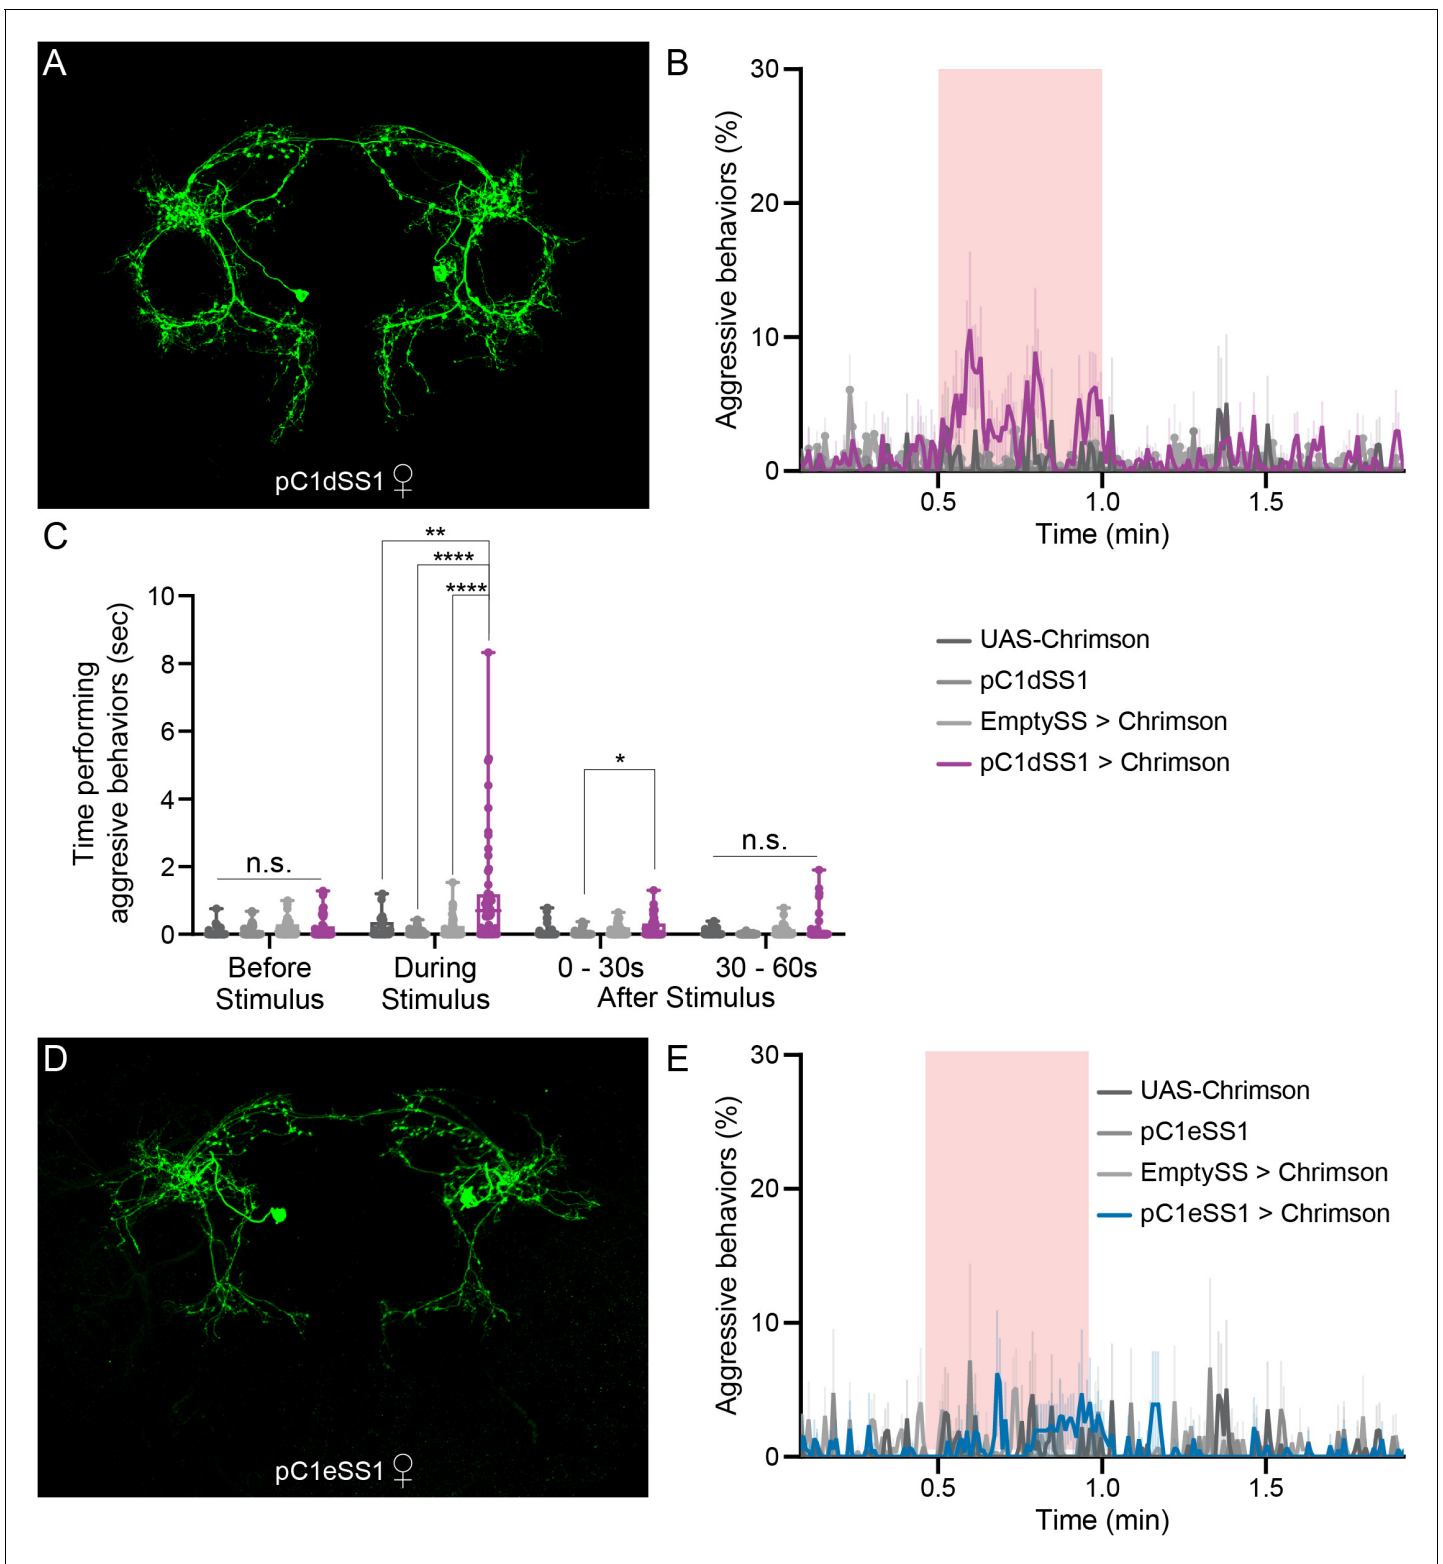 A
pC1dSS1 ♀
B
30
20
10
0
Aggressive behaviors (%)
0.5
1.0
1.5
Time (min)
C
**
****
****
*
n.s.
n.s.
10
8
6
4
2
0
Time performing
aggresive behaviors (sec)
Before
Stimulus
During
Stimulus
0 - 30s
30 - 60s
After Stimulus
UAS-Chrimson
pC1dSS1
EmptySS > Chrimson
pC1dSS1 > Chrimson
D
pC1eSS1 ♀
E
30
20
10
0
Aggressive behaviors (%)
0.5
1.0
1.5
Time (min)
UAS-Chrimson
pC1eSS1
EmptySS > Chrimson
pC1eSS1 > Chrimson